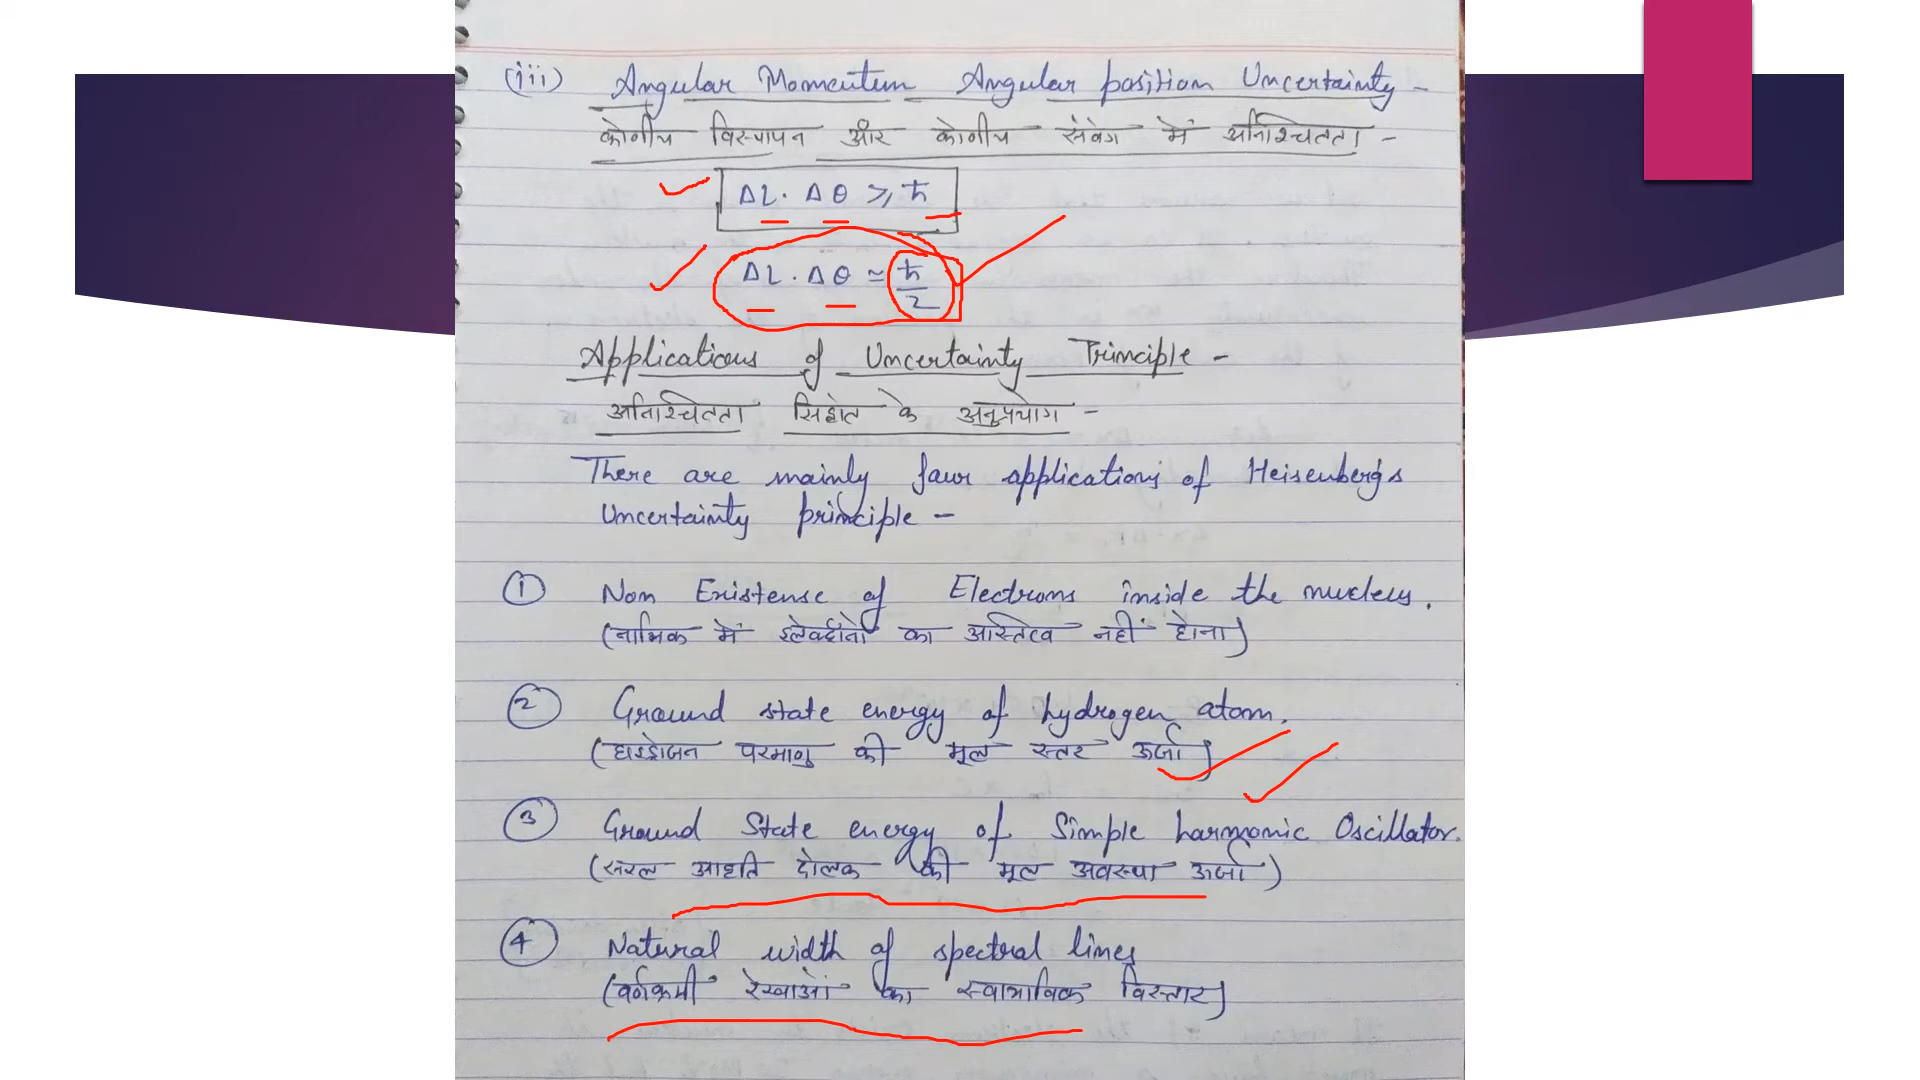 (iii) Angular Momentum Angular position Uncertainty -
कोणीय विस्थापन और कोणीय संवेग में अनिश्चितता -
ΔL · Δθ ≥ ħ
ΔL · Δθ ≃ ħ/2
Applications of Uncertainty Principle -
अनिश्चितता सिद्धांत के अनुप्रयोग -
There are mainly four applications of Heisenberg's
Uncertainty principle -
① Non Existense of Electrons inside the nucleus.
(नाभिक में इलेक्ट्रॉनों का अस्तित्व नहीं होना)
② Ground state energy of hydrogen atom.
(हाइड्रोजन परमाणु की मूल स्तर ऊर्जा)
③ Ground State energy of Simple harmonic Oscillator.
(सरल आवृति दोलक की मूल अवस्था ऊर्जा)
④ Natural width of spectral lines
(वर्णक्रमी रेखाओं का स्वाभाविक विस्तार)